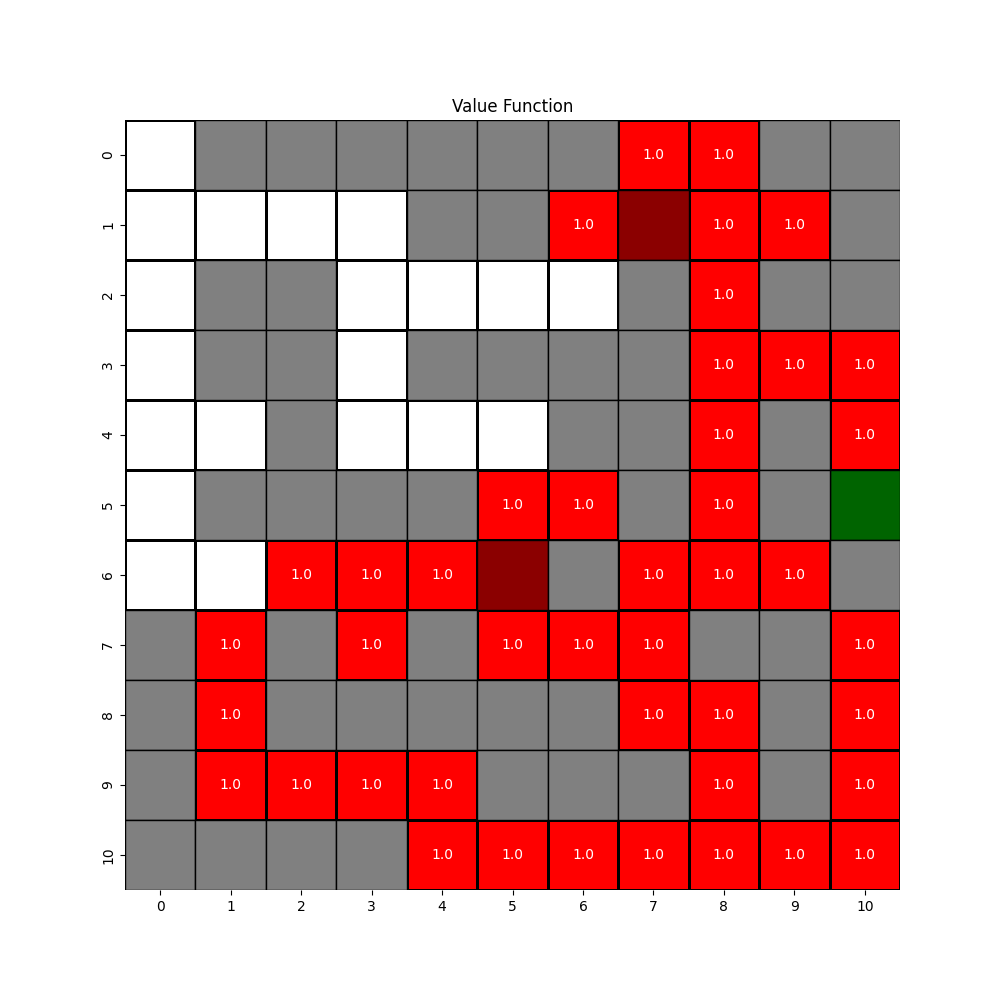 Value Function
0 1.0 1.0
1 1.0 1.0 1.0
2 1.0
3 1.0 1.0 1.0
4 1.0 1.0
5 1.0 1.0 1.0
6 1.0 1.0 1.0 1.0 1.0 1.0
7 1.0 1.0 1.0 1.0 1.0 1.0
8 1.0 1.0 1.0 1.0
9 1.0 1.0 1.0 1.0 1.0 1.0
10 1.0 1.0 1.0 1.0 1.0 1.0 1.0
0 1 2 3 4 5 6 7 8 9 10